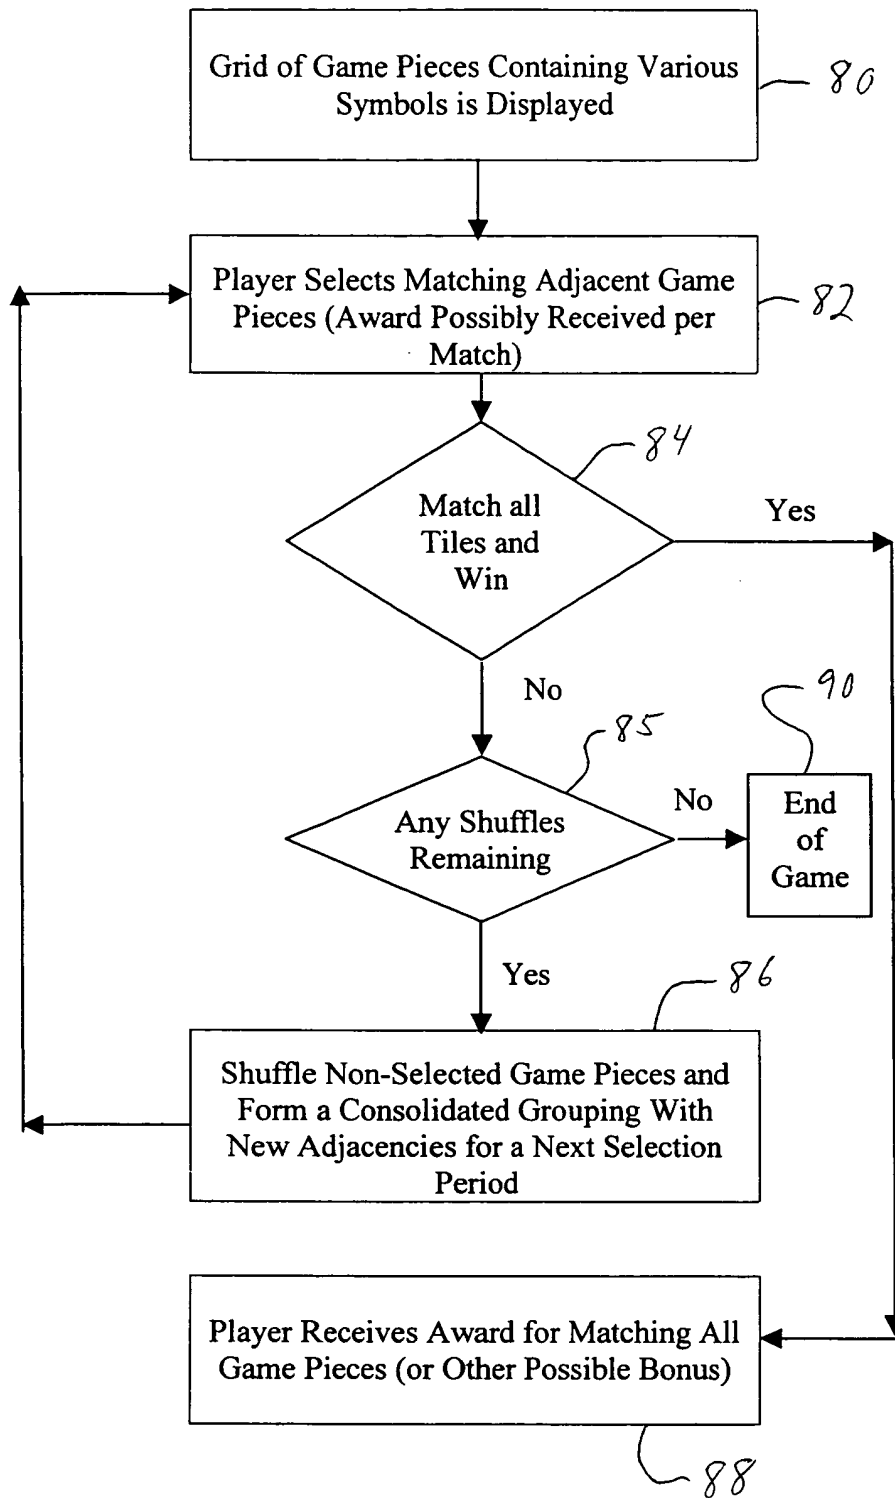 Grid of Game Pieces Containing Various
Symbols is Displayed
80
Player Selects Matching Adjacent Game
Pieces (Award Possibly Received per
Match)
82
84
Match all
Tiles and
Win
Yes
No
90
85
Any Shuffles
Remaining
No
End
of
Game
Yes
86
Shuffle Non-Selected Game Pieces and
Form a Consolidated Grouping With
New Adjacencies for a Next Selection
Period
Player Receives Award for Matching All
Game Pieces (or Other Possible Bonus)
88